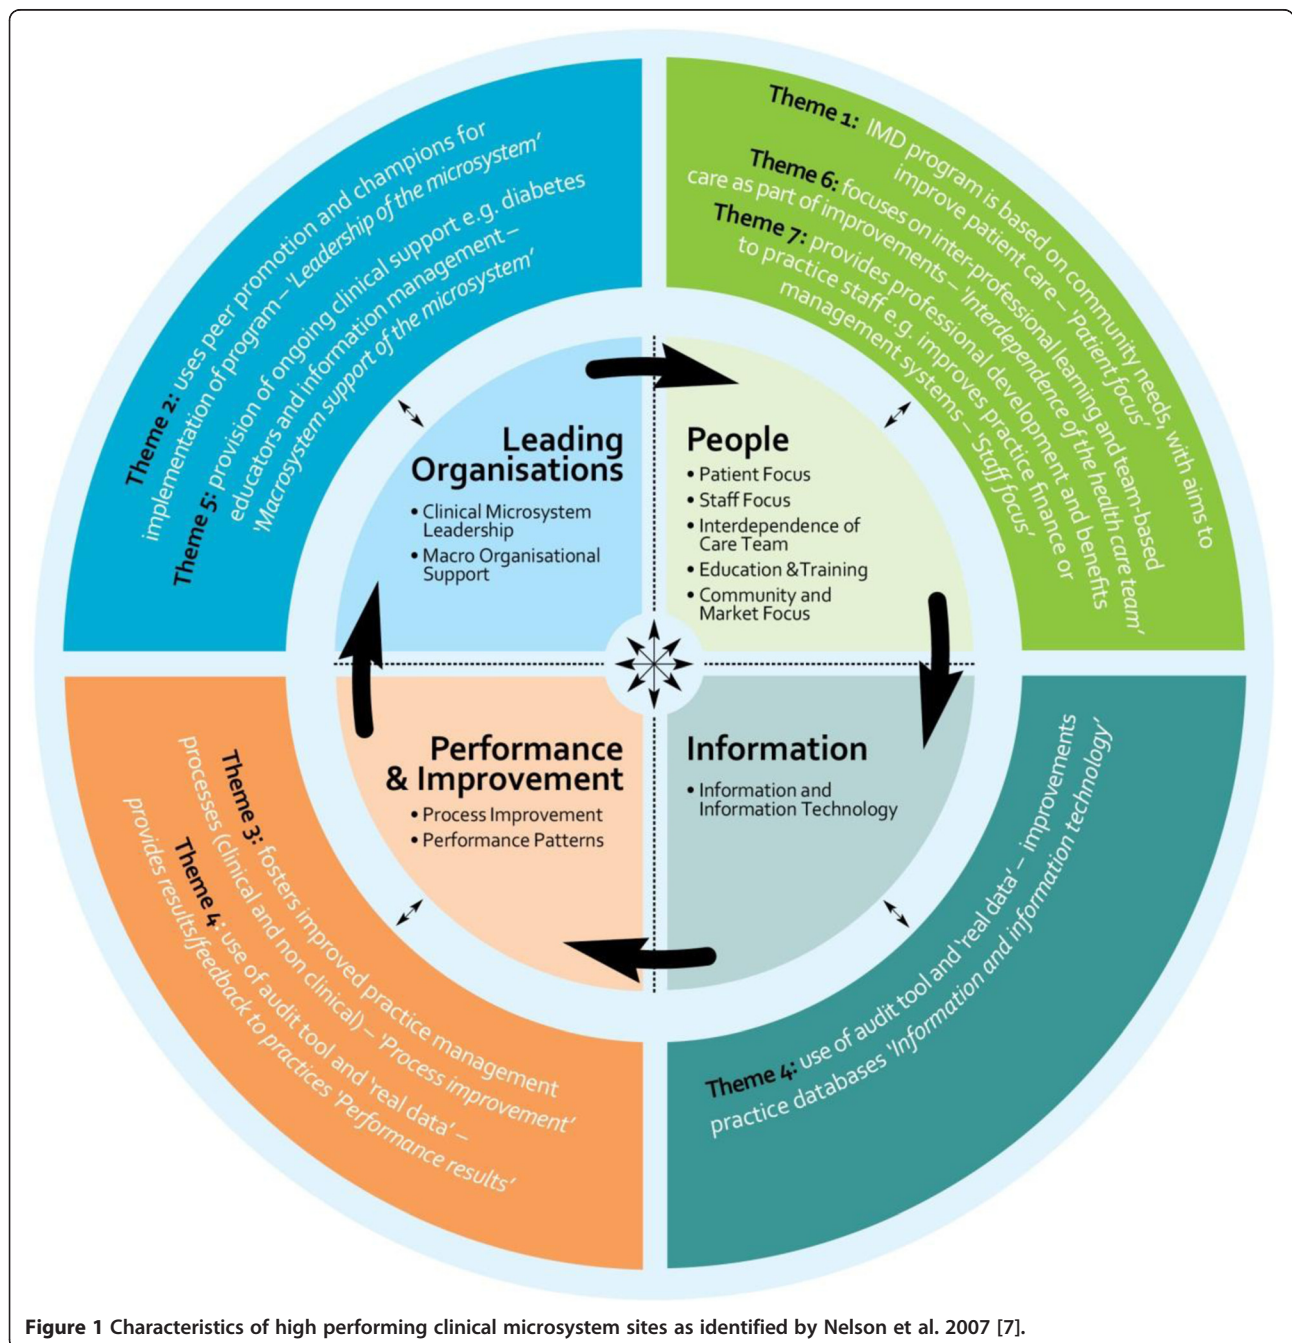 Theme 2: uses peer promotion and champions for
implementation of program – ‘Leadership of the microsystem’
Theme 5: provision of ongoing clinical support e.g. diabetes
educators and information management –
‘Macrosystem support of the microsystem’
Theme 1: IMD program is based on community needs, with aims to
improve patient care – ‘Patient focus’
Theme 6: focuses on inter-professional learning and team-based
care as part of improvements – ‘Interdependence of the health care team’
Theme 7: provides professional development and benefits
to practice staff e.g. improves practice finance or
management systems – ‘Staff focus’
Leading
Organisations
• Clinical Microsystem
Leadership
• Macro Organisational
Support
People
• Patient Focus
• Staff Focus
• Interdependence of
Care Team
• Education & Training
• Community and
Market Focus
Performance
& Improvement
• Process Improvement
• Performance Patterns
Information
• Information and
Information Technology
Theme 3: fosters improved practice management
processes (clinical and non clinical) – ‘Process improvement’
Theme 4: use of audit tool and ‘real data’ –
provides results/feedback to practices ‘Performance results’
Theme 4: use of audit tool and ‘real data’ – improvements
practice databases ‘Information and information technology’
Figure 1 Characteristics of high performing clinical microsystem sites as identified by Nelson et al. 2007 [7].